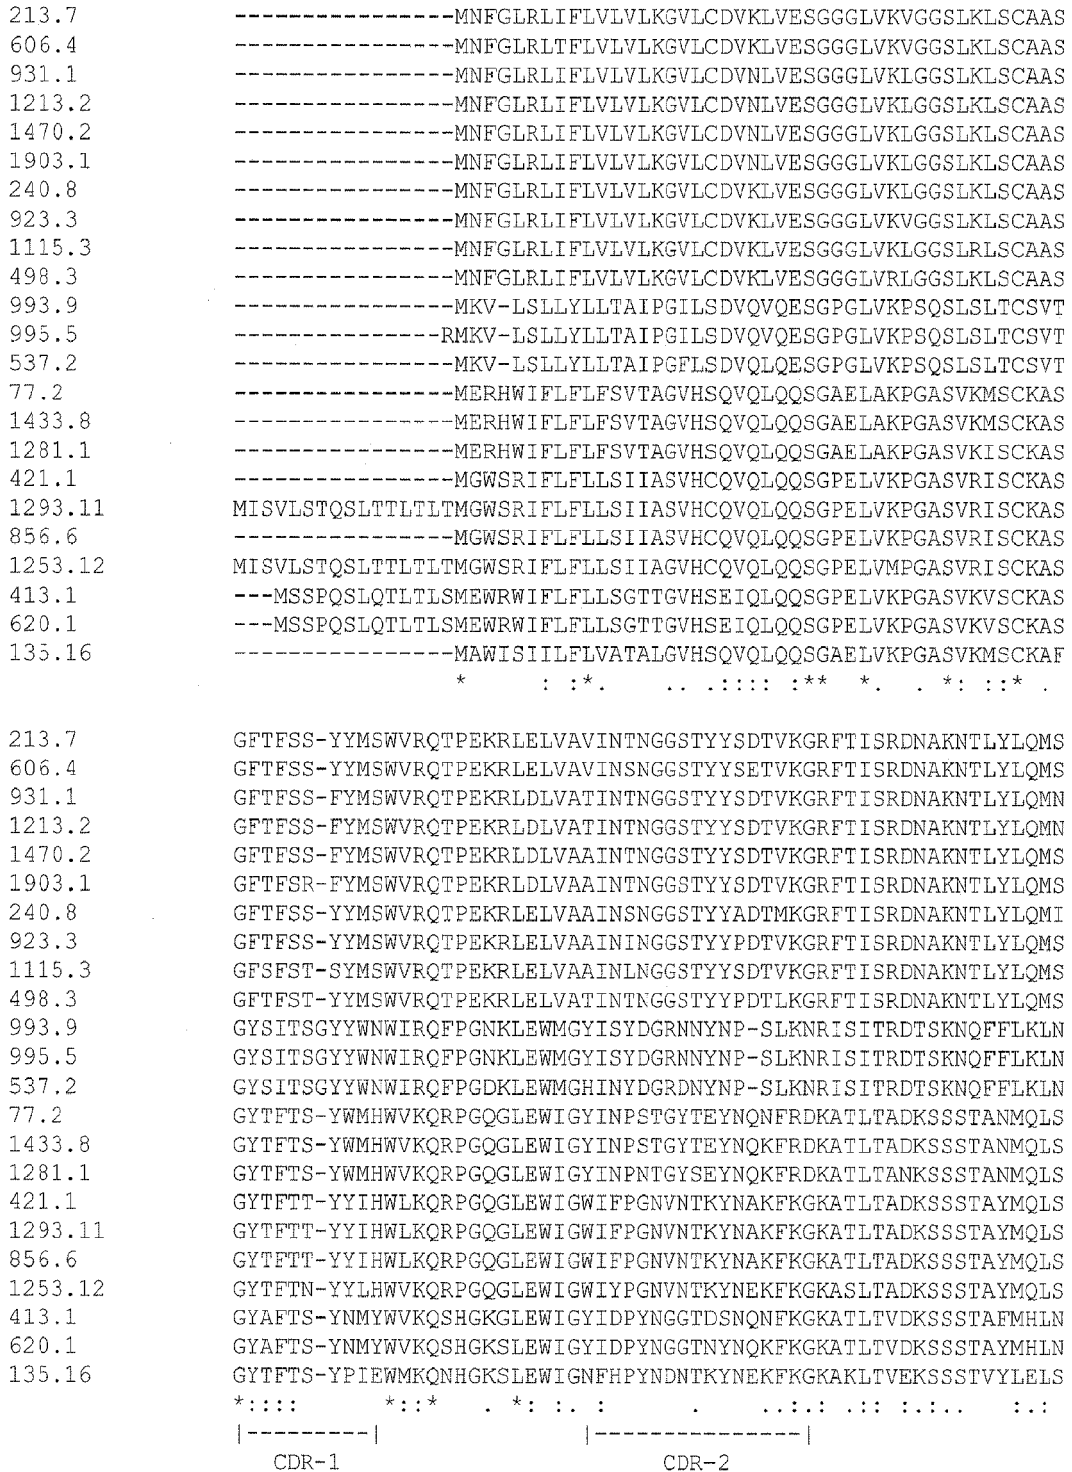 213.7 ----------------MNFGLRLIFLVLVLKGVLCDVKLVESGGGLVKVGGSLKLSCAAS
606.4 ----------------MNFGLRLTFLVLVLKGVLCDVKLVESGGGLVKVGGSLKLSCAAS
931.1 ----------------MNFGLRLIFLVLVLKGVLCDVNLVESGGGLVKLGGSLKLSCAAS
1213.2 ----------------MNFGLRLIFLVLVLKGVLCDVNLVESGGGLVKLGGSLKLSCAAS
1470.2 ----------------MNFGLRLIFLVLVLKGVLCDVNLVESGGGLVKLGGSLKLSCAAS
1903.1 ----------------MNFGLRLIFLVLVLKGVLCDVNLVESGGGLVKLGGSLKLSCAAS
240.8 ----------------MNFGLRLIFLVLVLKGVLCDVKLVESGGGLVKLGGSLKLSCAAS
923.3 ----------------MNFGLRLIFLVLVLKGVLCDVKLVESGGGLVKVGGSLKLSCAAS
1115.3 ----------------MNFGLRLIFLVLVLKGVLCDVKLVESGGGLVKLGGSLRLSCAAS
498.3 ----------------MNFGLRLIFLVLVLKGVLCDVKLVESGGGLVRLGGSLKLSCAAS
993.9 ----------------MKV-LSLLYLLTAIPGILSDVQVQESGPGLVKPSQSLSLTCSVT
995.5 ---------------RMKV-LSLLYLLTAIPGILSDVQVQESGPGLVKPSQSLSLTCSVT
537.2 ----------------MKV-LSLLYLLTAIPGFLSDVQLQESGPGLVKPSQSLSLTCSVT
77.2 ----------------MERHWIFLFLFSVTAGVHSQVQLQQSGAELAKPGASVKMSCKAS
1433.8 ----------------MERHWIFLFLFSVTAGVHSQVQLQQSGAELAKPGASVKMSCKAS
1281.1 ----------------MERHWIFLFLFSVTAGVHSQVQLQQSGAELAKPGASVKISCKAS
421.1 ----------------MGWSRIFLFLLSIIASVHCQVQLQQSGPELVKPGASVRISCKAS
1293.11 MISVLSTQSLTTLTLTMGWSRIFLFLLSIIASVHCQVQLQQSGPELVKPGASVRISCKAS
856.6 ----------------MGWSRIFLFLLSIIASVHCQVQLQQSGPELVKPGASVRISCKAS
1253.12 MISVLSTQSLTTLTLTMGWSRIFLFLLSIIAGVHCQVQLQQSGPELVMPGASVRISCKAS
413.1 ---MSSPQSLQTLTLSMEWRWIFLFLLSGTTGVHSEIQLQQSGPELVKPGASVKVSCKAS
620.1 ---MSSPQSLQTLTLSMEWRWIFLFLLSGTTGVHSEIQLQQSGPELVKPGASVKVSCKAS
135.16 ----------------MAWISIILFLVATALGVHSQVQLQQSGAELVKPGASVKMSCKAF
* : :*. .. .:::: :** *. . *: ::* .
213.7 GFTFSS-YYMSWVRQTPEKRLELVAVINTNGGSTYYSDTVKGRFTISRDNAKNTLYLQMS
606.4 GFTFSS-YYMSWVRQTPEKRLELVAVINSNGGSTYYSETVKGRFTISRDNAKNTLYLQMS
931.1 GFTFSS-FYMSWVRQTPEKRLDLVATINTNGGSTYYSDTVKGRFTISRDNAKNTLYLQMN
1213.2 GFTFSS-FYMSWVRQTPEKRLDLVATINTNGGSTYYSDTVKGRFTISRDNAKNTLYLQMN
1470.2 GFTFSS-FYMSWVRQTPEKRLDLVAAINTNGGSTYYSDTVKGRFTISRDNAKNTLYLQMS
1903.1 GFTFSR-FYMSWVRQTPEKRLDLVAAINTNGGSTYYSDTVKGRFTISRDNAKNTLYLQMS
240.8 GFTFSS-YYMSWVRQTPEKRLELVAAINSNGGSTYYADTMKGRFTISRDNAKNTLYLQMI
923.3 GFTFSS-YYMSWVRQTPEKRLELVAAININGGSTYYPDTVKGRFTISRDNAKNTLYLQMS
1115.3 GFSFST-SYMSWVRQTPEKRLELVAAINLNGGSTYYSDTVKGRFTISRDNAKNTLYLQMS
498.3 GFTFST-YYMSWVRQTPEKRLELVATINTNGGSTYYPDTLKGRFTISRDNAKNTLYLQMS
993.9 GYSITSGYYWNWIRQFPGNKLEWMGYISYDGRNNYNP-SLKNRISITRDTSKNQFFLKLN
995.5 GYSITSGYYWNWIRQFPGNKLEWMGYISYDGRNNYNP-SLKNRISITRDTSKNQFFLKLN
537.2 GYSITSGYYWNWIRQFPGDKLEWMGHINYDGRDNYNP-SLKNRISITRDTSKNQFFLKLN
77.2 GYTFTS-YWMHWVKQRPGQGLEWIGYINPSTGYTEYNQNFRDKATLTADKSSSTANMQLS
1433.8 GYTFTS-YWMHWVKQRPGQGLEWIGYINPSTGYTEYNQKFRDKATLTADKSSSTANMQLS
1281.1 GYTFTS-YWMHWVKQRPGQGLEWIGYINPNTGYSEYNQKFRDKATLTANKSSSTANMQLS
421.1 GYTFTT-YYIHWLKQRPGQGLEWIGWIFPGNVNTKYNAKFKGKATLTADKSSSTAYMQLS
1293.11 GYTFTT-YYIHWLKQRPGQGLEWIGWIFPGNVNTKYNAKFKGKATLTADKSSSTAYMQLS
856.6 GYTFTT-YYIHWLKQRPGQGLEWIGWIFPGNVNTKYNAKFKGKATLTADKSSSTAYMQLS
1253.12 GYTFTN-YYLHWVKQRPGQGLEWIGWIYPGNVNTKYNEKFKGKASLTADKSSSTAYMQLS
413.1 GYAFTS-YNMYWVKQSHGKGLEWIGYIDPYNGGTDSNQNFKGKATLTVDKSSSTAFMHLN
620.1 GYAFTS-YNMYWVKQSHGKSLEWIGYIDPYNGGTNYNQKFKGKATLTVDKSSSTAYMHLN
135.16 GYTFTS-YPIEWMKQNHGKSLEWIGNFHPYNDNTKYNEKFKGKAKLTVEKSSSTVYLELS
*:::: *::* . *: :. : . ..:.: .:: :.:.. :.:
|---------| |---------------|
CDR-1 CDR-2